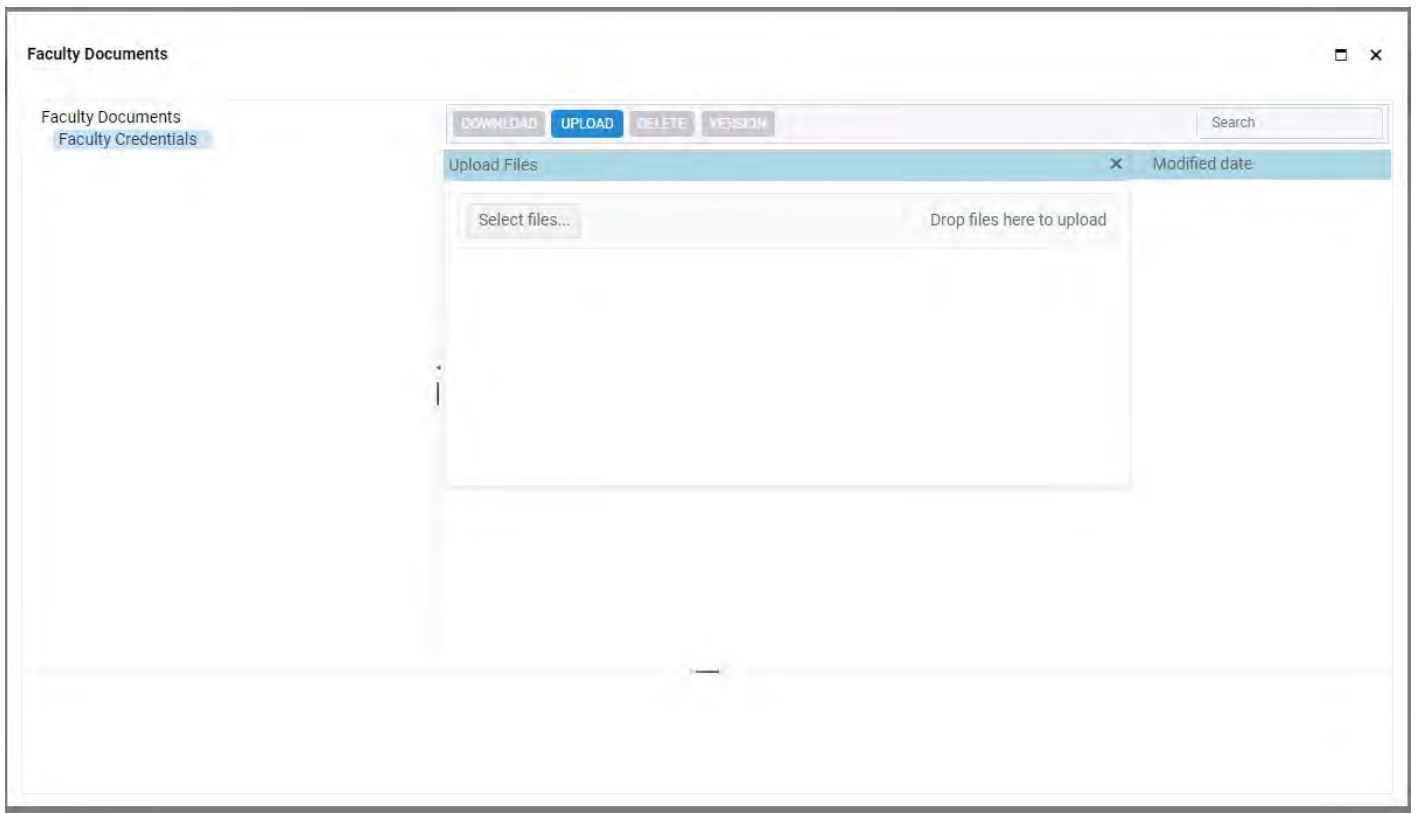 Faculty Documents
Faculty Documents
Faculty Credentials
DOWNLOAD UPLOAD DELETE VERSION Search
Upload Files Modified date
Select files... Drop files here to upload